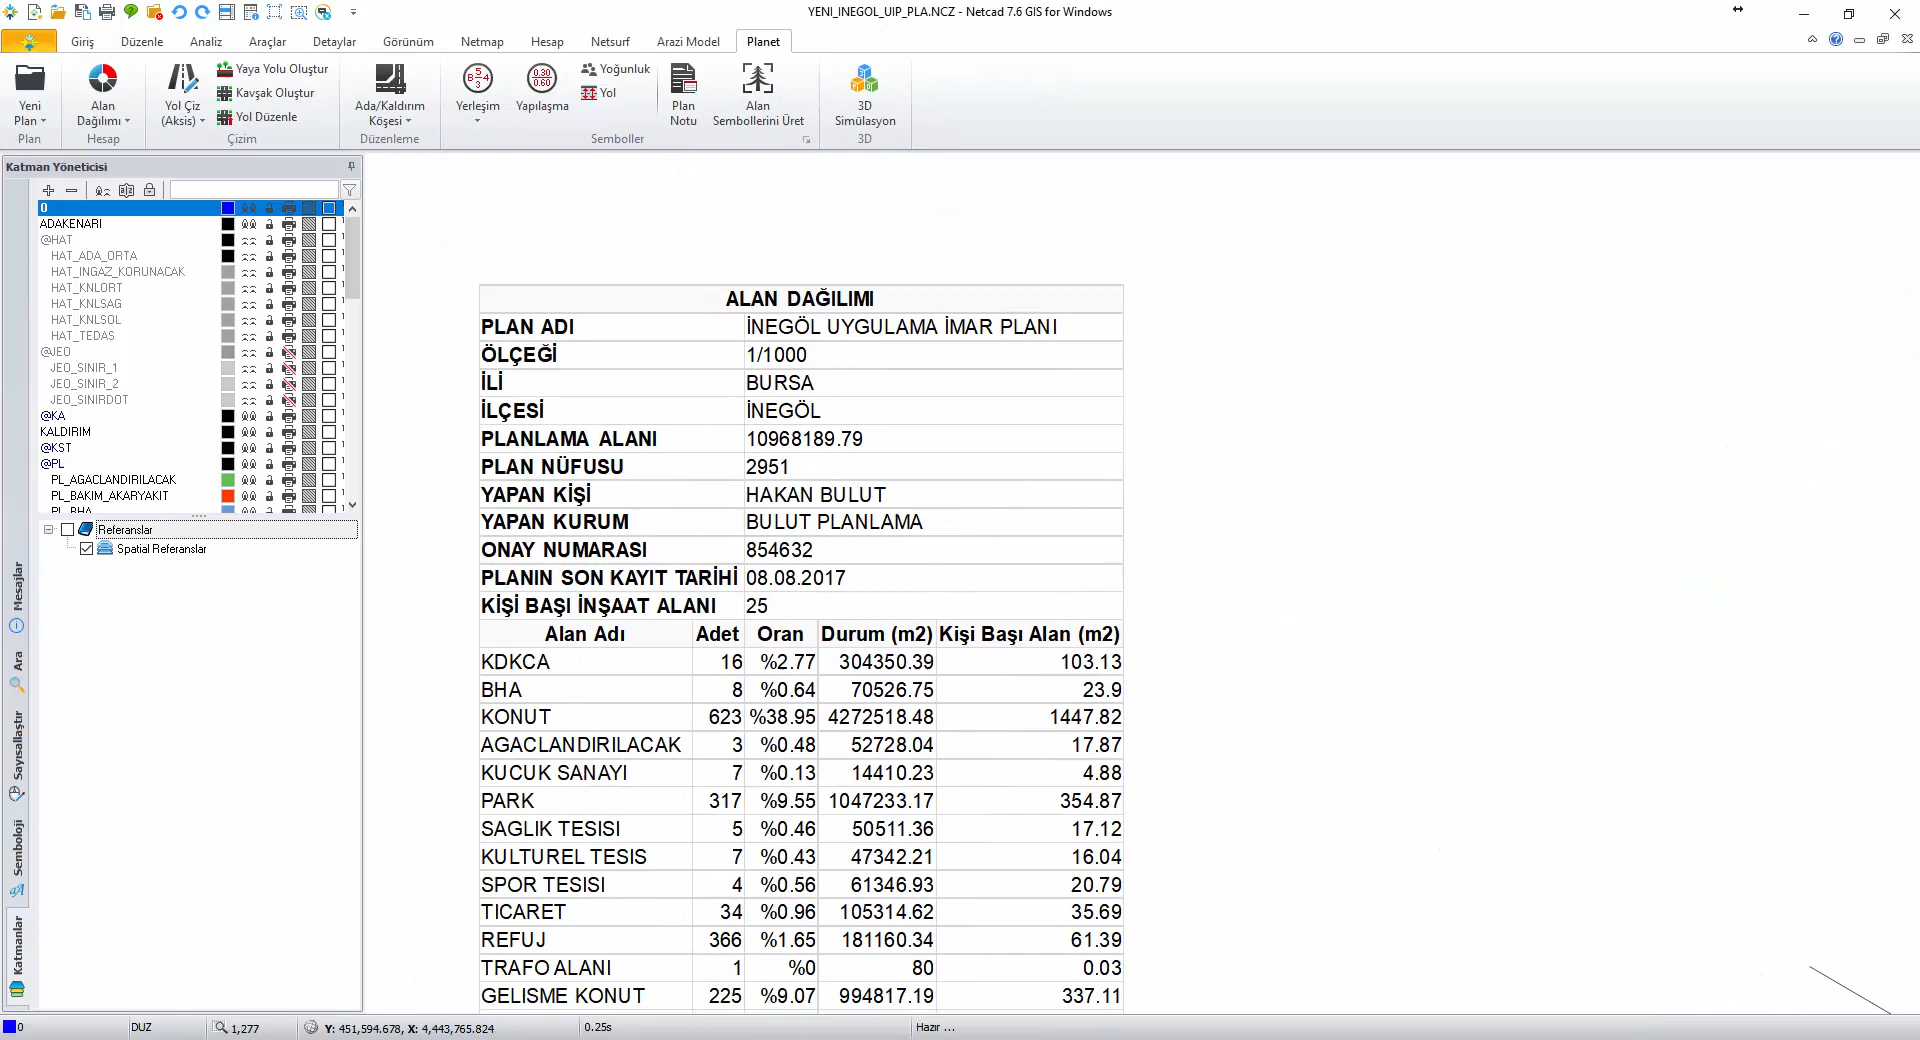 YENI_INEGOL_UIP_PLA.NCZ - Netcad 7.6 GIS for Windows
Giriş Düzenle Analiz Araçlar Detaylar Görünüm Netmap Hesap Netsurf Arazi Model Planet
Yeni Plan
Plan
Alan Dağılımı
Hesap
Yol Çiz (Aksis)
Yaya Yolu Oluştur
Kavşak Oluştur
Yol Düzenle
Çizim
Ada/Kaldırım Köşesi
Düzenleme
B 5 4 3
Yerleşim
0.30 0.60
Yapılaşma
Yoğunluk
Yol
Plan Notu
Alan Sembollerini Üret
Semboller
3D Simülasyon
3D
Katman Yöneticisi
0
ADAKENARI
@HAT
HAT_ADA_ORTA
HAT_INGAZ_KORUNACAK
HAT_KNLORT
HAT_KNLSAG
HAT_KNLSOL
HAT_TEDAS
@JEO
JEO_SINIR_1
JEO_SINIR_2
JEO_SINIRDOT
@KA
KALDIRIM
@KST
@PL
PL_AGACLANDIRILACAK
PL_BAKIM_AKARYAKIT
PL_BHA
Referanslar
Spatial Referanslar
Mesajlar
Ara
Sayısallaştır
Semboloji
Katmanlar
ALAN DAĞILIMI
PLAN ADI İNEGÖL UYGULAMA İMAR PLANI
ÖLÇEĞİ 1/1000
İLİ BURSA
İLÇESİ İNEGÖL
PLANLAMA ALANI 10968189.79
PLAN NÜFUSU 2951
YAPAN KİŞİ HAKAN BULUT
YAPAN KURUM BULUT PLANLAMA
ONAY NUMARASI 854632
PLANIN SON KAYIT TARİHİ 08.08.2017
KİŞİ BAŞI İNŞAAT ALANI 25
Alan Adı Adet Oran Durum (m2) Kişi Başı Alan (m2)
KDKCA 16 %2.77 304350.39 103.13
BHA 8 %0.64 70526.75 23.9
KONUT 623 %38.95 4272518.48 1447.82
AGACLANDIRILACAK 3 %0.48 52728.04 17.87
KUCUK SANAYI 7 %0.13 14410.23 4.88
PARK 317 %9.55 1047233.17 354.87
SAGLIK TESISI 5 %0.46 50511.36 17.12
KULTUREL TESIS 7 %0.43 47342.21 16.04
SPOR TESISI 4 %0.56 61346.93 20.79
TICARET 34 %0.96 105314.62 35.69
REFUJ 366 %1.65 181160.34 61.39
TRAFO ALANI 1 %0 80 0.03
GELISME KONUT 225 %9.07 994817.19 337.11
0 DUZ 1,277 Y: 451,594.678, X: 4,443,765.824 0.25s Hazır ...